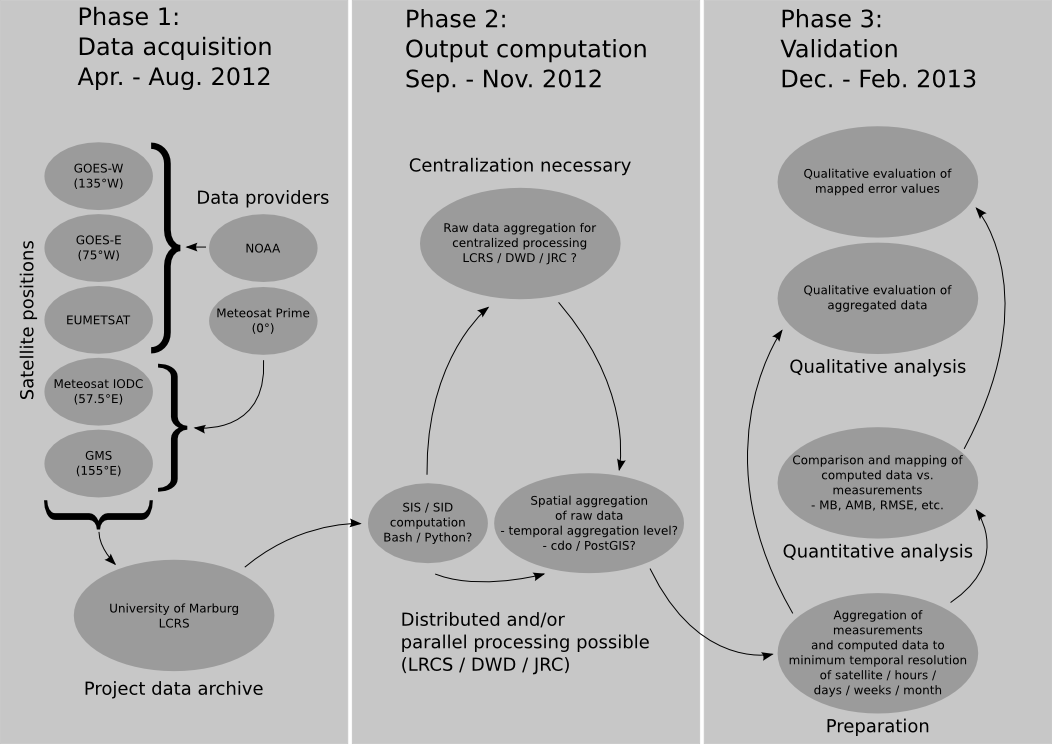 Phase 1:
Data acquisition
Apr. - Aug. 2012
Satellite positions
GOES-W
(135°W)
GOES-E
(75°W)
EUMETSAT
Meteosat IODC
(57.5°E)
GMS
(155°E)
Data providers
NOAA
Meteosat Prime
(0°)
University of Marburg
LCRS
Project data archive
Phase 2:
Output computation
Sep. - Nov. 2012
Centralization necessary
Raw data aggregation for
centralized processing
LCRS / DWD / JRC ?
SIS / SID
computation
Bash / Python?
Spatial aggregation
of raw data
- temporal aggregation level?
- cdo / PostGIS?
Distributed and/or
parallel processing possible
(LRCS / DWD / JRC)
Phase 3:
Validation
Dec. - Feb. 2013
Qualitative evaluation of
mapped error values
Qualitative evaluation of
aggregated data
Qualitative analysis
Comparison and mapping of
computed data vs.
measurements
- MB, AMB, RMSE, etc.
Quantitative analysis
Aggregation of
measurements
and computed data to
minimum temporal resolution
of satellite / hours /
days / weeks / month
Preparation